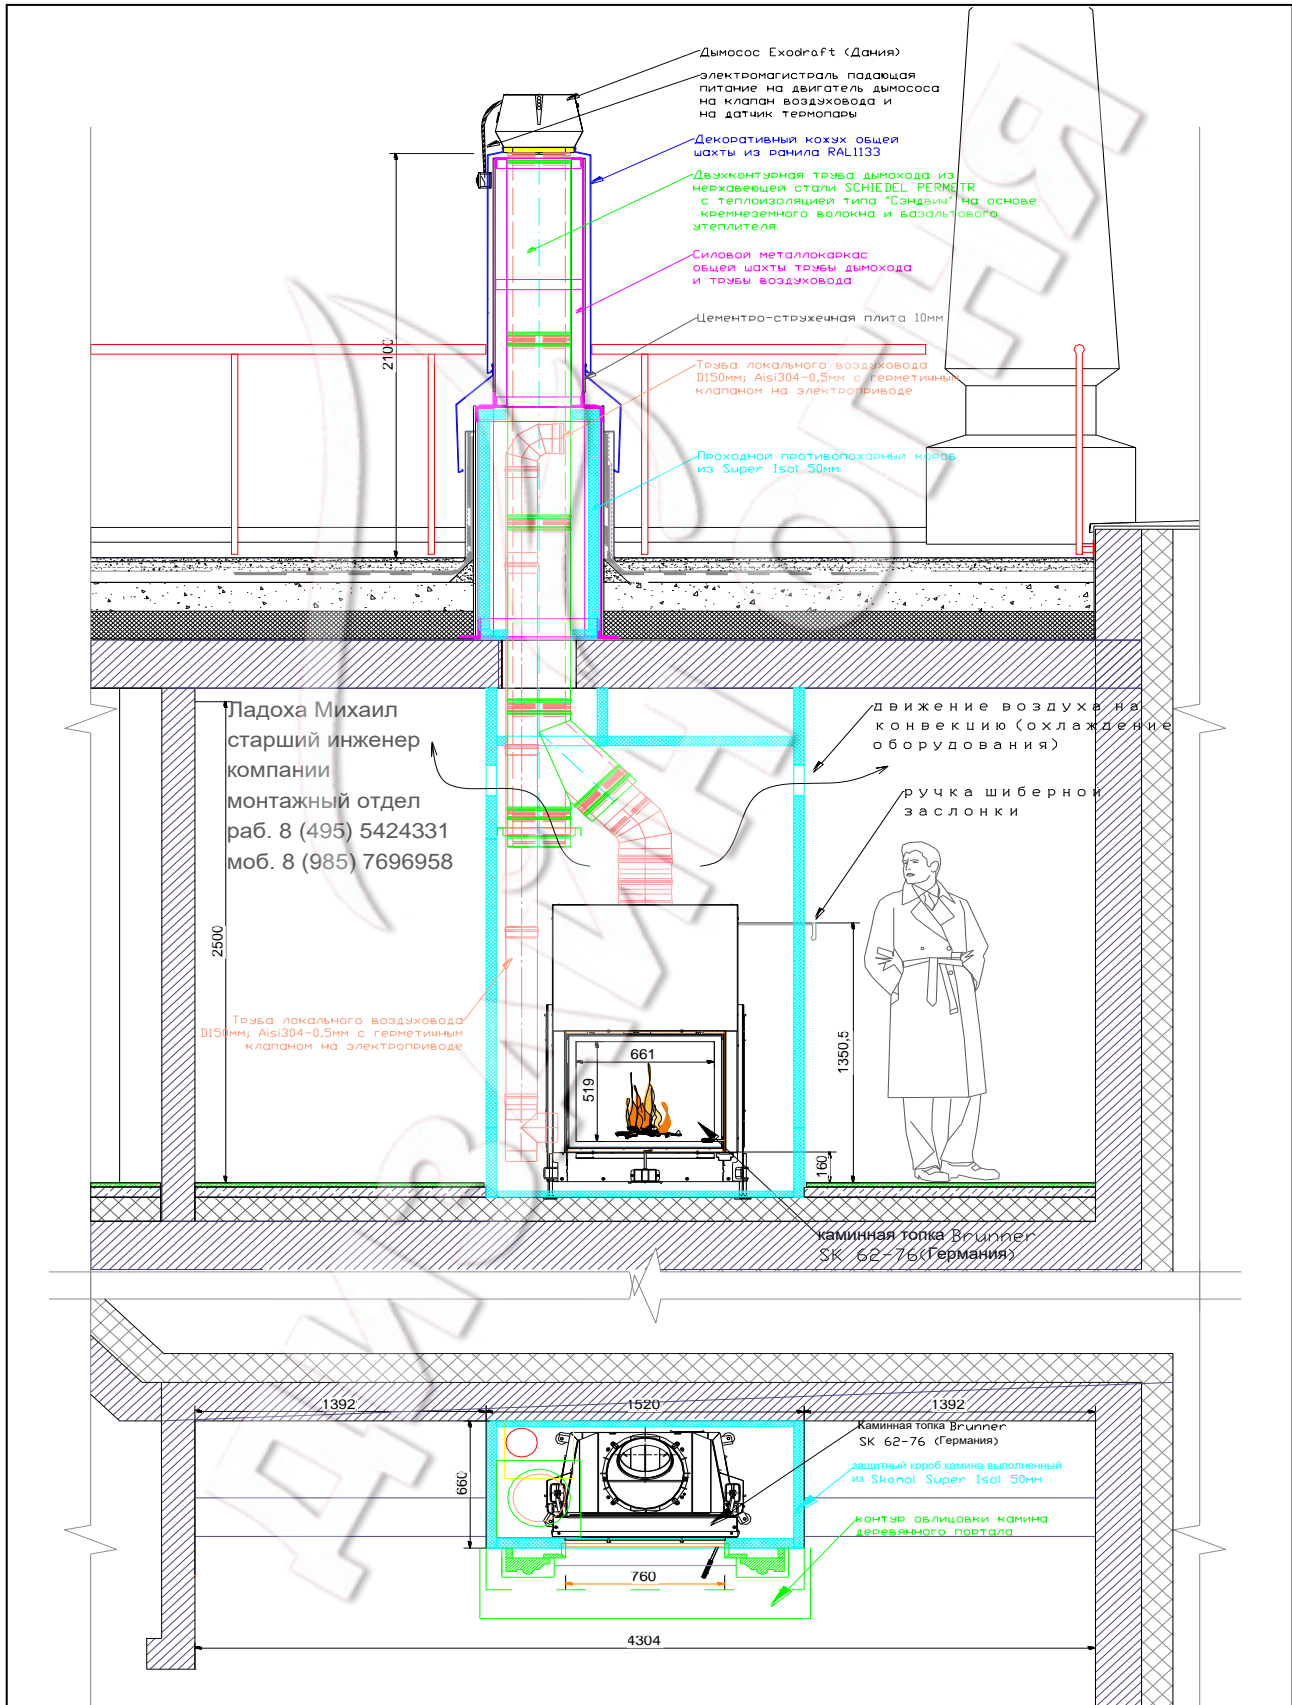 Дымосос Exodraft (Дания)
электромагистраль падающая
питание на двигатель дымососа
на клапан воздуховода и
на датчик термопары
Декоративный кожух общей
шахты из ранила RAL1133
Двухконтурная труба дымохода из
нержавеющей стали SCHIEDEL PERMETR
с теплоизоляцией типа "Сэндвич" на основе
кремнеземного волокна и базальтового
утеплителя.
Силовой металлокаркас
общей шахты трубы дымохода
и трубы воздуховода
Цементро-стружечная плита 10мм
2100
Труба локального воздуховода
D150мм; Aisi304-0,5мм с герметичным
клапаном на электроприводе
Проходной противопожарный короб
из Super Isol 50мм.
Ладоха Михаил
старший инженер
компании
монтажный отдел
раб. 8 (495) 5424331
моб. 8 (985) 7696958
движение воздуха на
конвекцию (охлаждение
оборудования)
ручка шиберной
заслонки
2500
Труба локального воздуховода
D150мм; Aisi304-0,5мм с герметичным
клапаном на электроприводе
661
519
1350,5
160
каминная топка Brunner
SK 62-76(Германия)
1392
1520
1392
Каминная топка Brunner
SK 62-76 (Германия)
660
защитный короб камина выполненный
из Skamol Super Isol 50мм
контур облицовки камина
деревянного портала
760
4304
ДИЗАЙН ОГНЯ